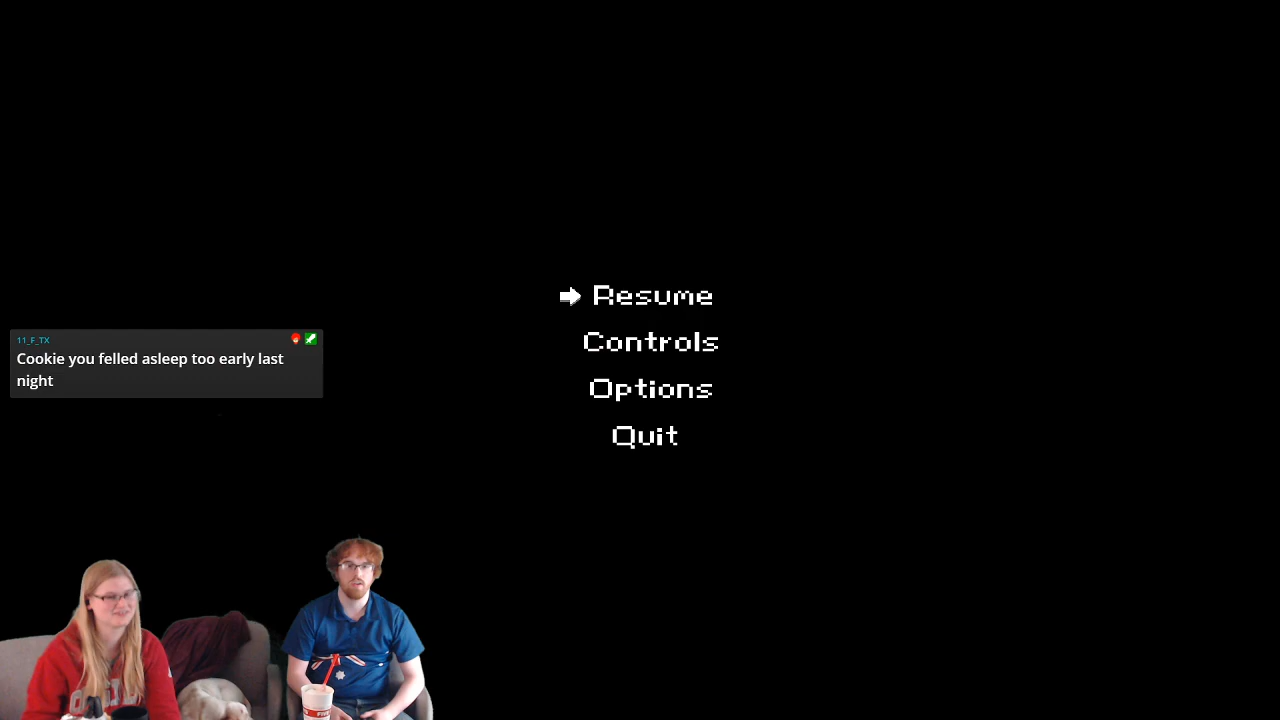 Resume
Controls
Options
Quit
11_F_TX
Cookie you felled asleep too early last
night